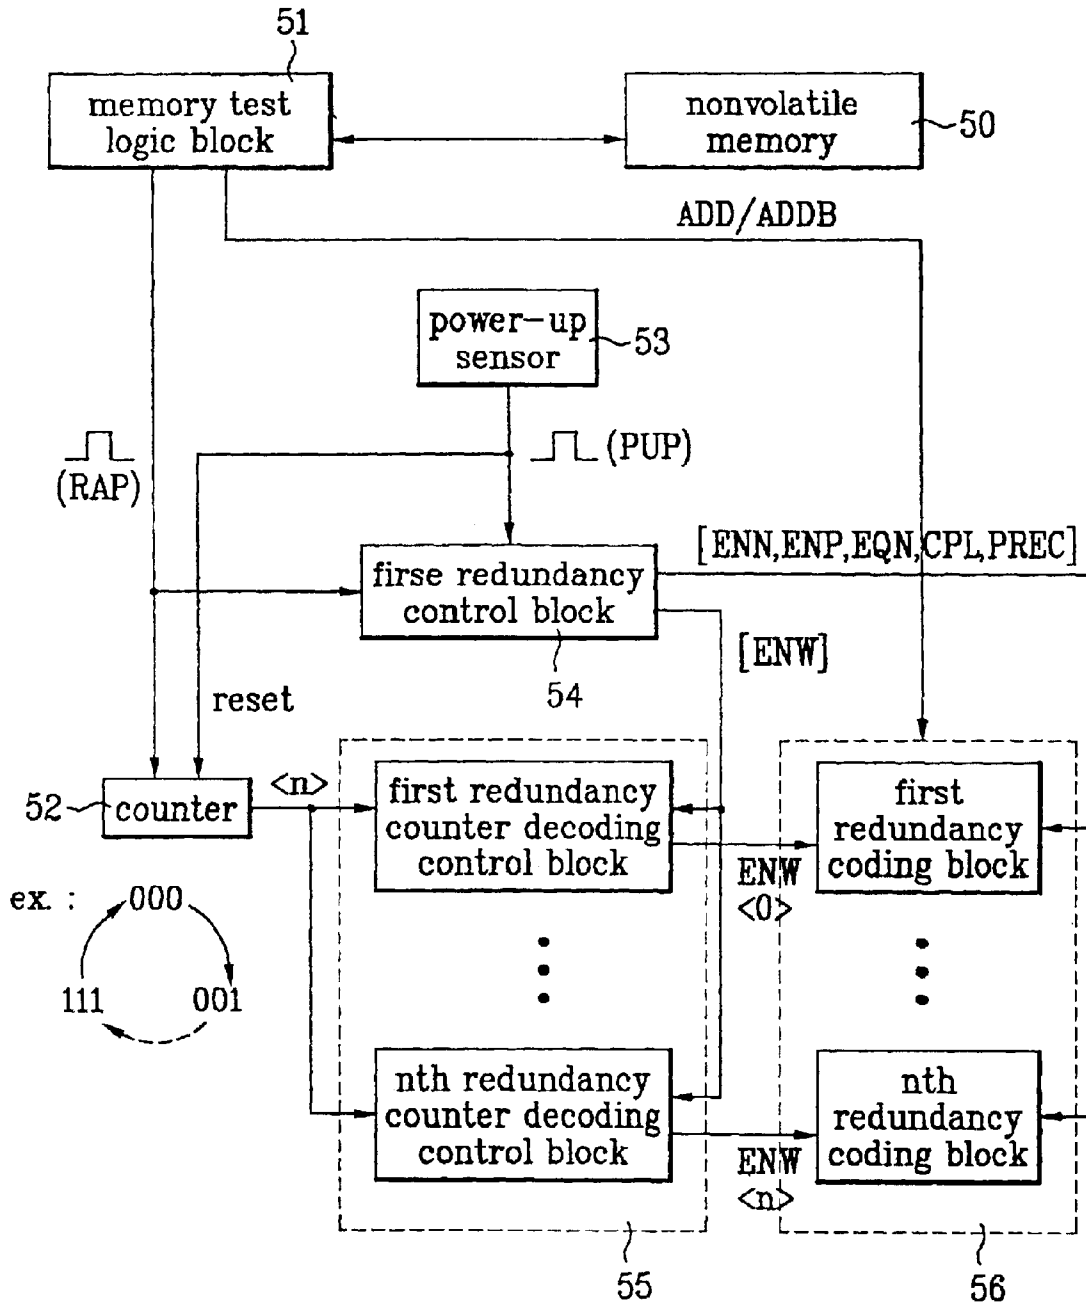 51
memory test
logic block
nonvolatile
memory
50
ADD/ADDB
power-up
sensor
53
(RAP)
(PUP)
[ENN,ENP,EQN,CPL,PREC]
firse redundancy
control block
54
[ENW]
reset
52
counter
<n>
first redundancy
counter decoding
control block
ENW
<0>
first
redundancy
coding block
ex. :
000
111
001
nth redundancy
counter decoding
control block
ENW
<n>
nth
redundancy
coding block
55
56